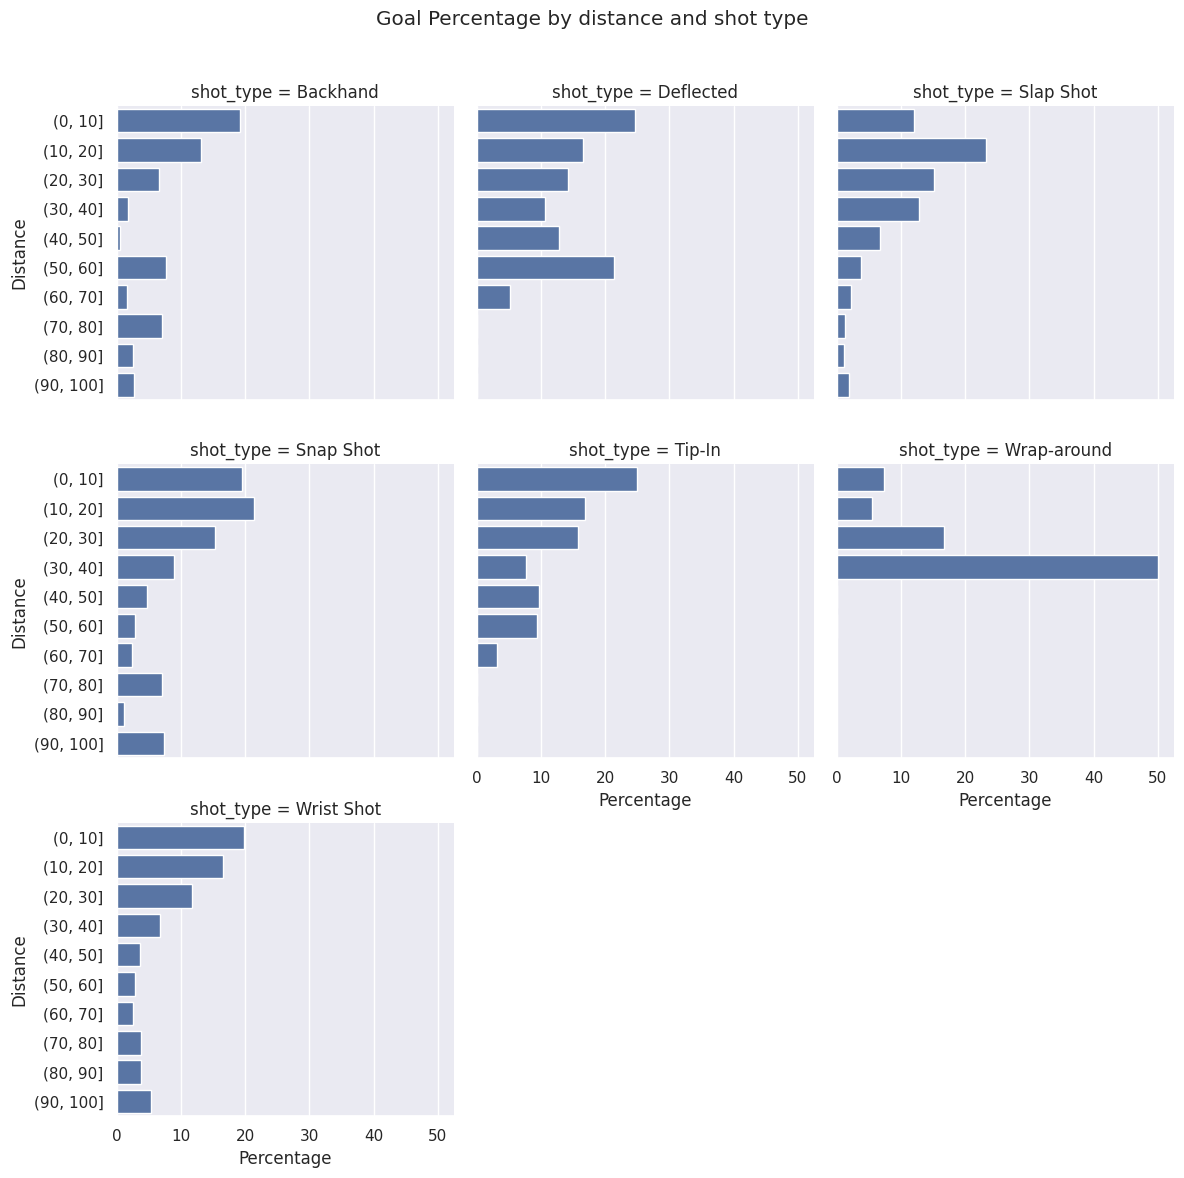 Goal Percentage by distance and shot type
shot_type = Backhand
shot_type = Deflected
shot_type = Slap Shot
Distance
(0, 10]
(10, 20]
(20, 30]
(30, 40]
(40, 50]
(50, 60]
(60, 70]
(70, 80]
(80, 90]
(90, 100]
shot_type = Snap Shot
shot_type = Tip-In
shot_type = Wrap-around
Distance
(0, 10]
(10, 20]
(20, 30]
(30, 40]
(40, 50]
(50, 60]
(60, 70]
(70, 80]
(80, 90]
(90, 100]
0 10 20 30 40 50
Percentage
0 10 20 30 40 50
Percentage
shot_type = Wrist Shot
Distance
(0, 10]
(10, 20]
(20, 30]
(30, 40]
(40, 50]
(50, 60]
(60, 70]
(70, 80]
(80, 90]
(90, 100]
0 10 20 30 40 50
Percentage